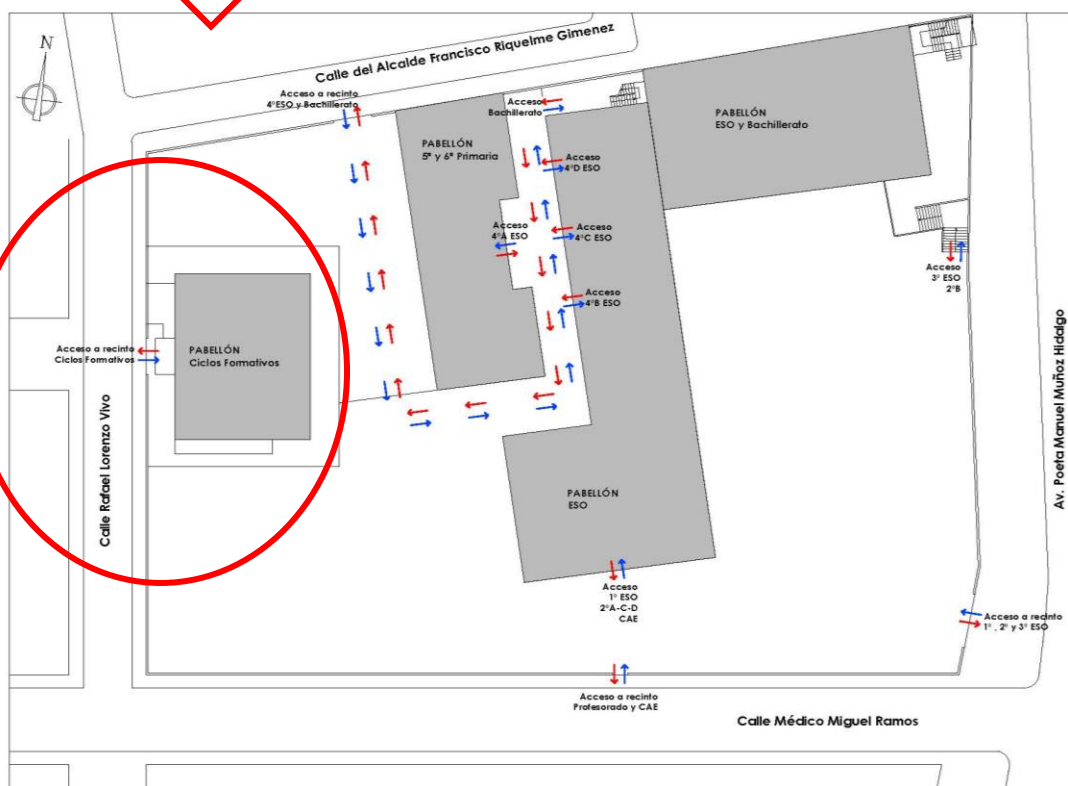 N
Calle del Alcalde Francisco Riquelme Gimenez
Acceso a recinto
4ºESO y Bachillerato
Acceso
Bachillerato
PABELLÓN
ESO y Bachillerato
PABELLÓN
5º y 6º Primaria
Acceso
4ºD ESO
Acceso
4ºA ESO
Acceso
4ºC ESO
Acceso
3º ESO
2ºB
Acceso
4ºB ESO
Acceso a recinto
Ciclos Formativos
PABELLÓN
Ciclos Formativos
Calle Rafael Lorenzo Vivo
Av. Poeta Manuel Muñoz Hidalgo
PABELLÓN
ESO
Acceso
1º ESO
2ºA-C-D
CAE
Acceso a recinto
1º , 2º y 3º ESO
Acceso a recinto
Profesorado y CAE
Calle Médico Miguel Ramos